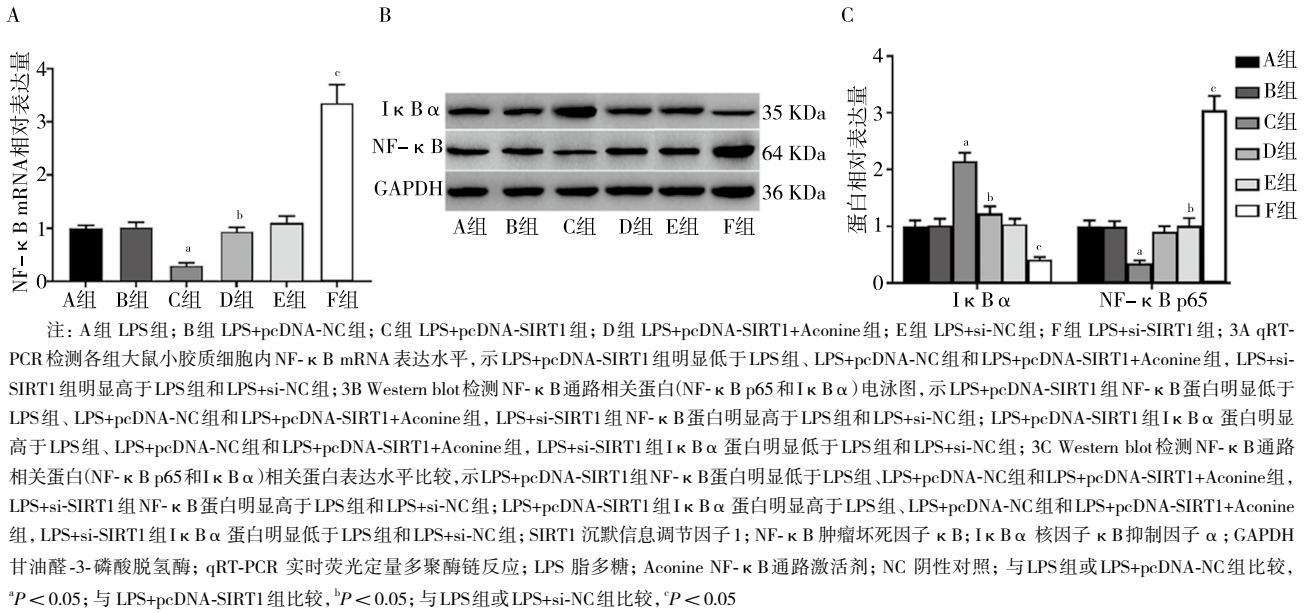 A
NF-κB mRNA相对表达量
4
3
2
1
0
a
b
c
A组 B组 C组 D组 E组 F组
B
IκBα 35 KDa
NF-κB 64 KDa
GAPDH 36 KDa
A组 B组 C组 D组 E组 F组
C
蛋白相对表达量
4
3
2
1
0
a
b
c
a
b
c
IκBα NF-κB p65
A组
B组
C组
D组
E组
F组
注: A组 LPS组; B组 LPS+pcDNA-NC组; C组 LPS+pcDNA-SIRT1组; D组 LPS+pcDNA-SIRT1+Aconine组; E组 LPS+si-NC组; F组 LPS+si-SIRT1组; 3A qRT-
PCR检测各组大鼠小胶质细胞内NF-κB mRNA表达水平, 示LPS+pcDNA-SIRT1组明显低于LPS组、LPS+pcDNA-NC组和LPS+pcDNA-SIRT1+Aconine组, LPS+si-
SIRT1组明显高于LPS组和LPS+si-NC组; 3B Western blot检测NF-κB通路相关蛋白(NF-κB p65和IκBα)电泳图, 示LPS+pcDNA-SIRT1组NF-κB蛋白明显低于
LPS组、LPS+pcDNA-NC组和LPS+pcDNA-SIRT1+Aconine组, LPS+si-SIRT1组NF-κB蛋白明显高于LPS组和LPS+si-NC组; LPS+pcDNA-SIRT1组IκBα蛋白明显
高于LPS组、LPS+pcDNA-NC组和LPS+pcDNA-SIRT1+Aconine组, LPS+si-SIRT1组IκBα蛋白明显低于LPS组和LPS+si-NC组; 3C Western blot检测NF-κB通路
相关蛋白(NF-κB p65和IκBα)相关蛋白表达水平比较, 示LPS+pcDNA-SIRT1组NF-κB蛋白明显低于LPS组、LPS+pcDNA-NC组和LPS+pcDNA-SIRT1+Aconine组,
LPS+si-SIRT1组NF-κB蛋白明显高于LPS组和LPS+si-NC组; LPS+pcDNA-SIRT1组IκBα蛋白明显高于LPS组、LPS+pcDNA-NC组和LPS+pcDNA-SIRT1+Aconine
组, LPS+si-SIRT1组IκBα蛋白明显低于LPS组和LPS+si-NC组; SIRT1 沉默信息调节因子1; NF-κB 肿瘤坏死因子κB; IκBα 核因子κB抑制因子α; GAPDH
甘油醛-3-磷酸脱氢酶; qRT-PCR 实时荧光定量多聚酶链反应; LPS 脂多糖; Aconine NF-κB通路激活剂; NC 阴性对照; 与LPS组或LPS+pcDNA-NC组比较,
ᵃP<0.05; 与LPS+pcDNA-SIRT1组比较, ᵇP<0.05; 与LPS组或LPS+si-NC组比较, ᶜP<0.05